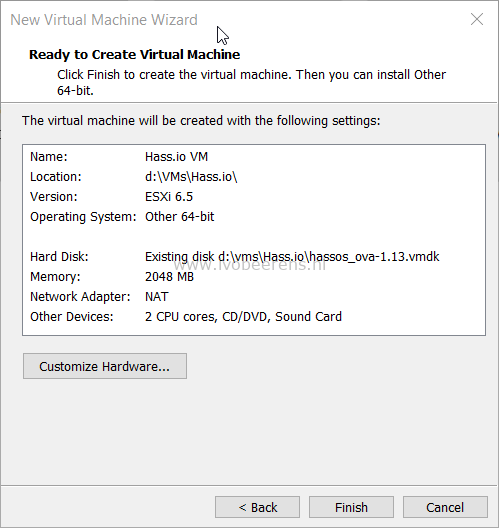 New Virtual Machine Wizard
Ready to Create Virtual Machine
Click Finish to create the virtual machine. Then you can install Other
64-bit.
The virtual machine will be created with the following settings:
Name: Hass.io VM
Location: d:\VMs\Hass.io\
Version: ESXi 6.5
Operating System: Other 64-bit
Hard Disk: Existing disk d:\vms\Hass.io\hassos_ova-1.13.vmdk
www.ivobeerens.nl
Memory: 2048 MB
Network Adapter: NAT
Other Devices: 2 CPU cores, CD/DVD, Sound Card
Customize Hardware...
< Back Finish Cancel